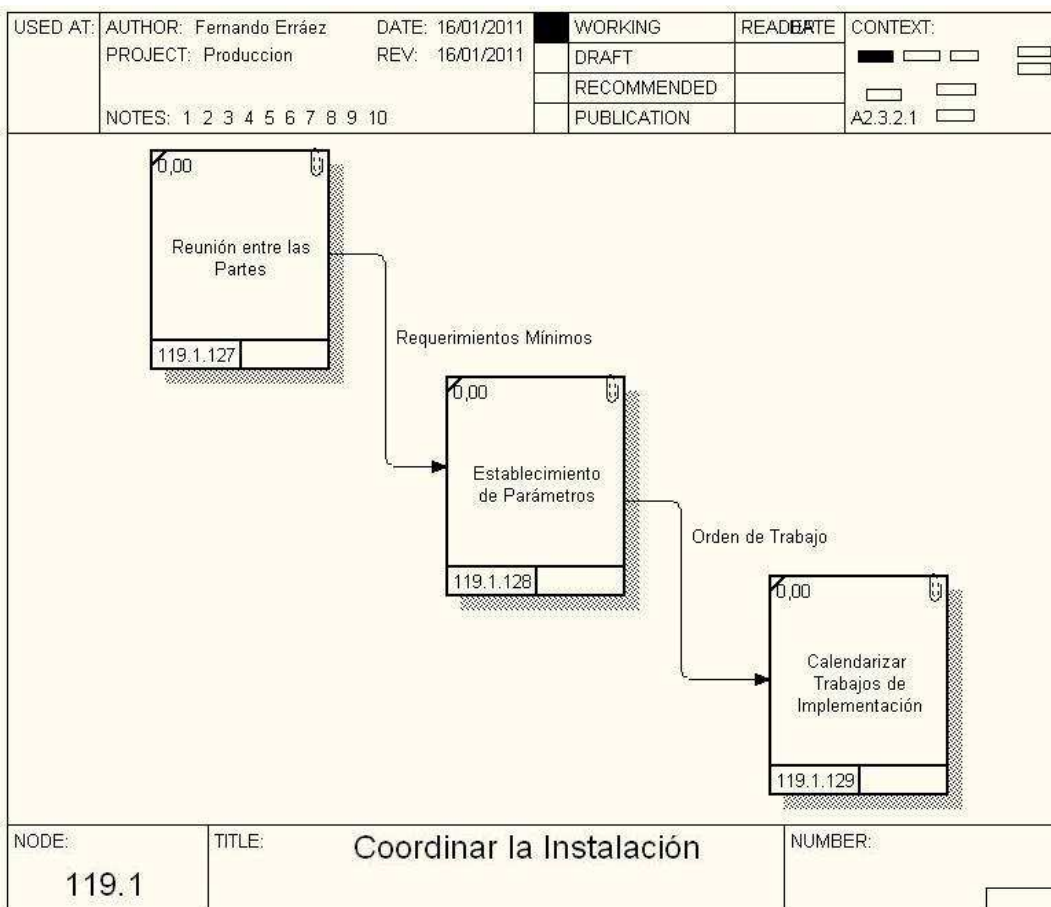 USED AT:
AUTHOR: Fernando Erráez
DATE: 16/01/2011
PROJECT: Produccion
REV: 16/01/2011
NOTES: 1 2 3 4 5 6 7 8 9 10
WORKING
DRAFT
RECOMMENDED
PUBLICATION
READER
DATE
CONTEXT:
A2.3.2.1
0,00
Reunión entre las
Partes
119.1.127
Requerimientos Mínimos
0,00
Establecimiento
de Parámetros
119.1.128
Orden de Trabajo
0,00
Calendarizar
Trabajos de
Implementación
119.1.129
NODE:
119.1
TITLE:
Coordinar la Instalación
NUMBER: